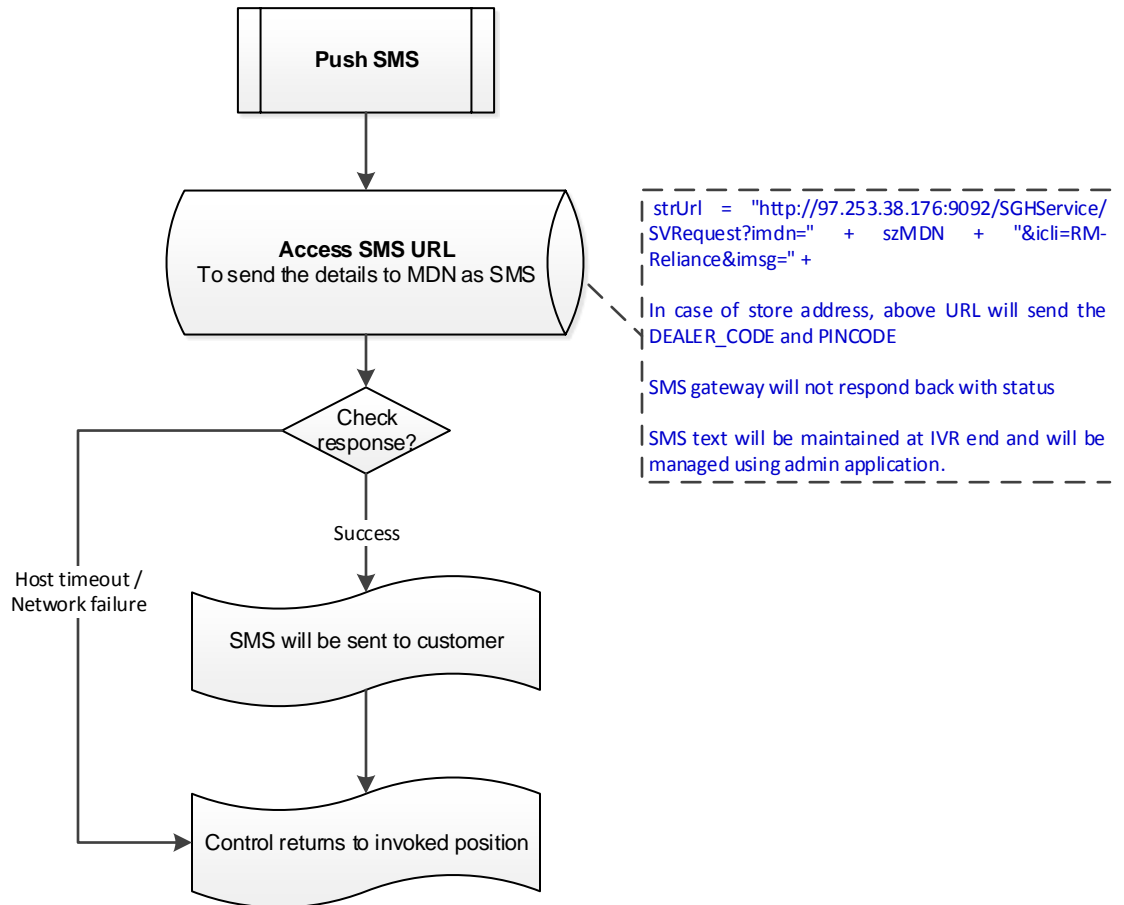 Push SMS
Access SMS URL
To send the details to MDN as SMS
strUrl = "http://97.253.38.176:9092/SGHService/
SVRequest?imdn=" + szMDN + "&icli=RM-
Reliance&imsg=" +
In case of store address, above URL will send the
DEALER_CODE and PINCODE
SMS gateway will not respond back with status
SMS text will be maintained at IVR end and will be
managed using admin application.
Check
response?
Success
Host timeout /
Network failure
SMS will be sent to customer
Control returns to invoked position